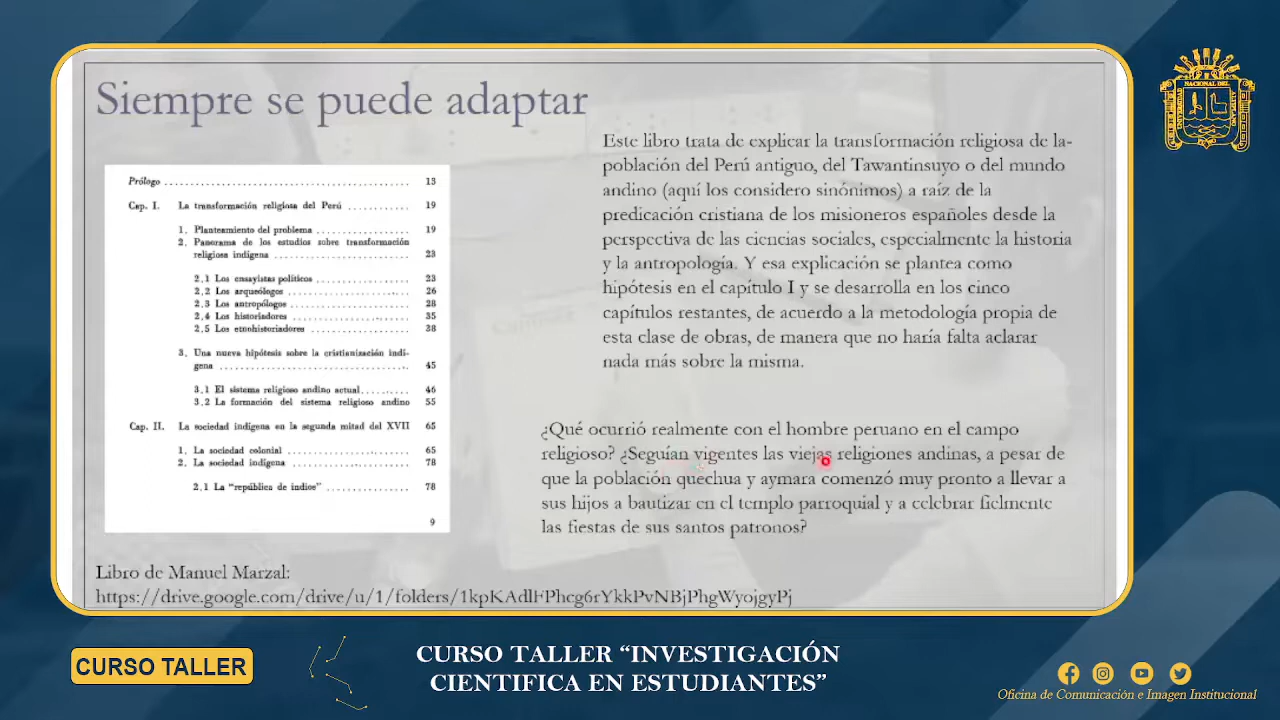 Siempre se puede adaptar
Prólogo ........ 13
Cap. I. La transformación religiosa del Perú ........ 19
1. Planteamiento del problema ........ 19
2. Panorama de los estudios sobre transformación
religiosa indígena ........ 23
2.1 Los ensayistas políticos ........ 23
2.2 Los arqueólogos ........ 26
2.3 Los antropólogos ........ 28
2.4 Los historiadores ........ 35
2.5 Los etnohistoriadores ........ 38
3. Una nueva hipótesis sobre la cristianización indí-
gena ........ 45
3.1 El sistema religioso andino actual ........ 46
3.2 La formación del sistema religioso andino 55
Cap. II. La sociedad indígena en la segunda mitad del XVII 65
1. La sociedad colonial ........ 65
2. La sociedad indígena ........ 78
2.1 La “república de indios” ........ 78
9
Este libro trata de explicar la transformación religiosa de la-
población del Perú antiguo, del Tawantinsuyo o del mundo
andino (aquí los considero sinónimos) a raíz de la
predicación cristiana de los misioneros españoles desde la
perspectiva de las ciencias sociales, especialmente la historia
y la antropología. Y esa explicación se plantea como
hipótesis en el capítulo I y se desarrolla en los cinco
capítulos restantes, de acuerdo a la metodología propia de
esta clase de obras, de manera que no haría falta aclarar
nada más sobre la misma.
¿Qué ocurrió realmente con el hombre peruano en el campo
religioso? ¿Seguían vigentes las viejas religiones andinas, a pesar de
que la población quechua y aymara comenzó muy pronto a llevar a
sus hijos a bautizar en el templo parroquial y a celebrar fielmente
las fiestas de sus santos patronos?
Libro de Manuel Marzal:
https://drive.google.com/drive/u/1/folders/1kpKAdlFPhcg6rYkkPvNBjPhgWyojgyPj
CURSO TALLER
CURSO TALLER “INVESTIGACIÓN
CIENTIFICA EN ESTUDIANTES”
Oficina de Comunicación e Imagen Institucional